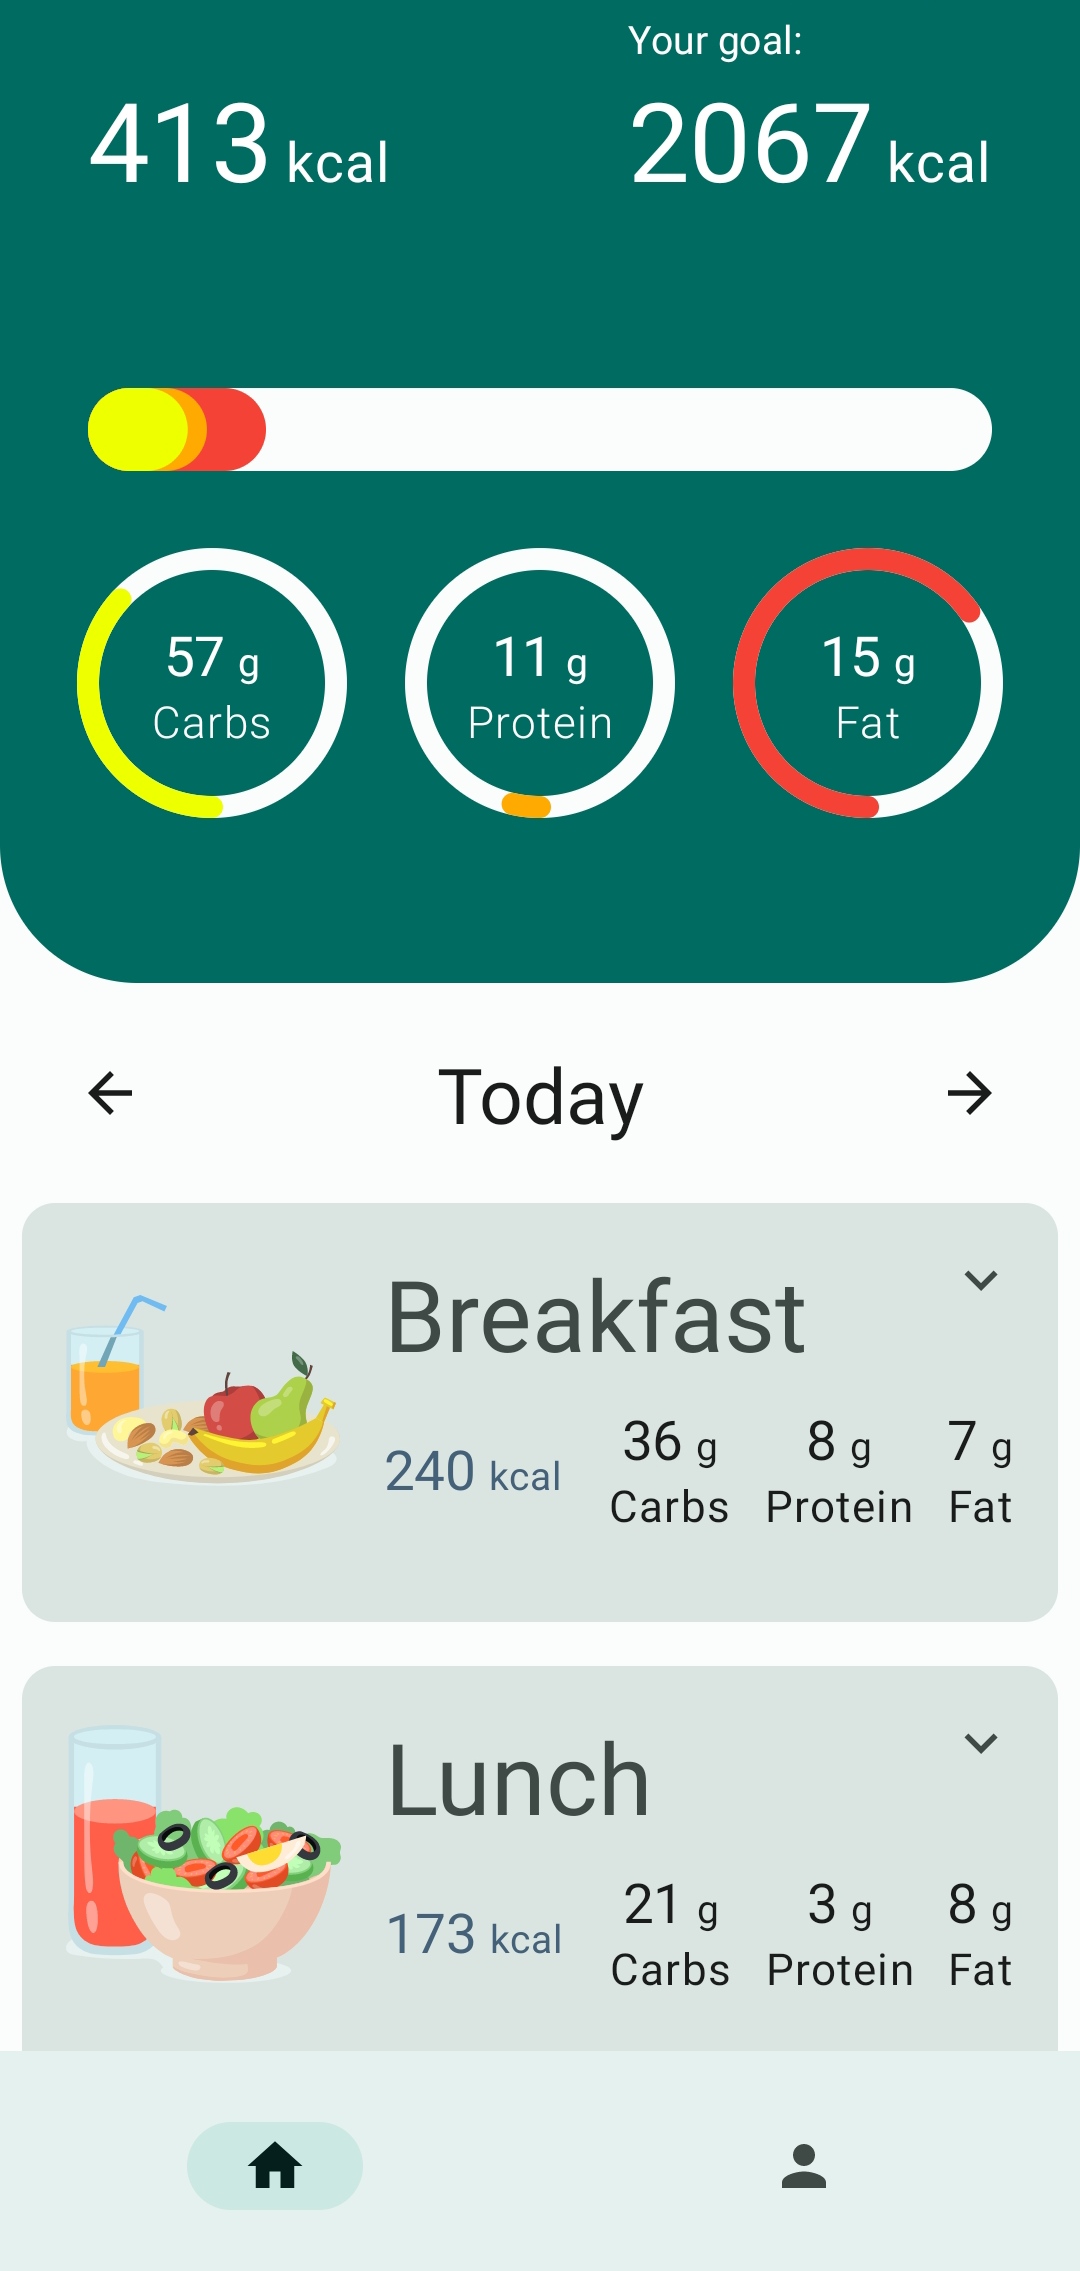 Your goal:
413 kcal
2067 kcal
57 g
Carbs
11 g
Protein
15 g
Fat
Today
Breakfast
240 kcal
36 g
Carbs
8 g
Protein
7 g
Fat
Lunch
173 kcal
21 g
Carbs
3 g
Protein
8 g
Fat